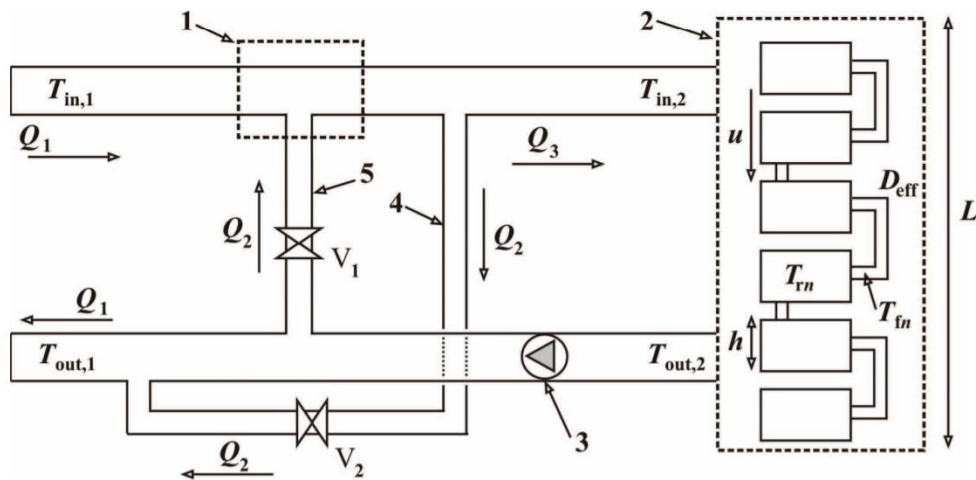 1
2
T_in,1
T_in,2
Q_1
Q_3
u
5
4
D_eff
L
Q_2
V_1
Q_2
T_rn
Q_1
T_fn
T_out,1
T_out,2
h
3
V_2
Q_2